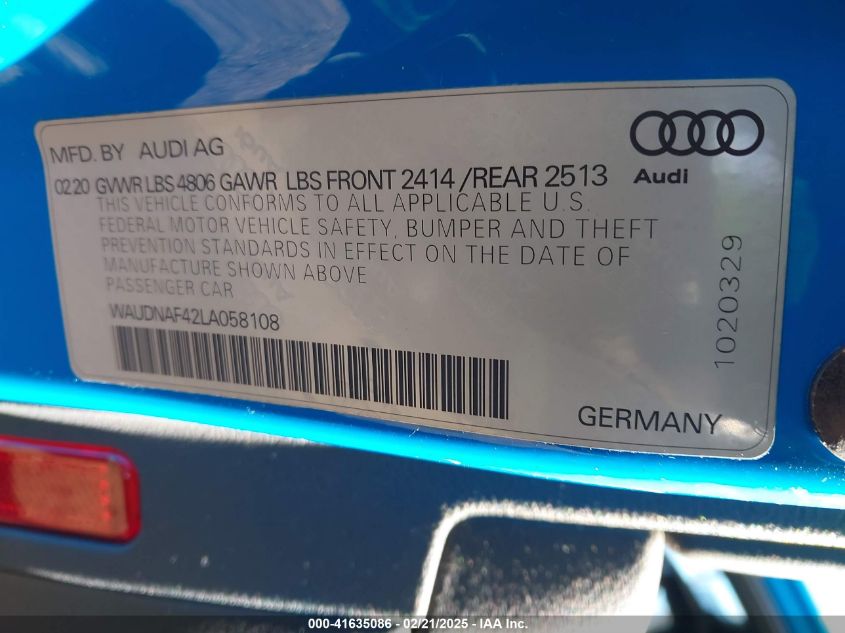 MFD. BY AUDI AG
Audi
02.20 GVWR LBS 4806 GAWR LBS FRONT 2414 /REAR 2513
THIS VEHICLE CONFORMS TO ALL APPLICABLE U.S.
FEDERAL MOTOR VEHICLE SAFETY, BUMPER AND THEFT
PREVENTION STANDARDS IN EFFECT ON THE DATE OF
MANUFACTURE SHOWN ABOVE
PASSENGER CAR
WAUDNAF42LA058108
1020329
GERMANY
000-41635086 - 02/21/2025 - IAA Inc.